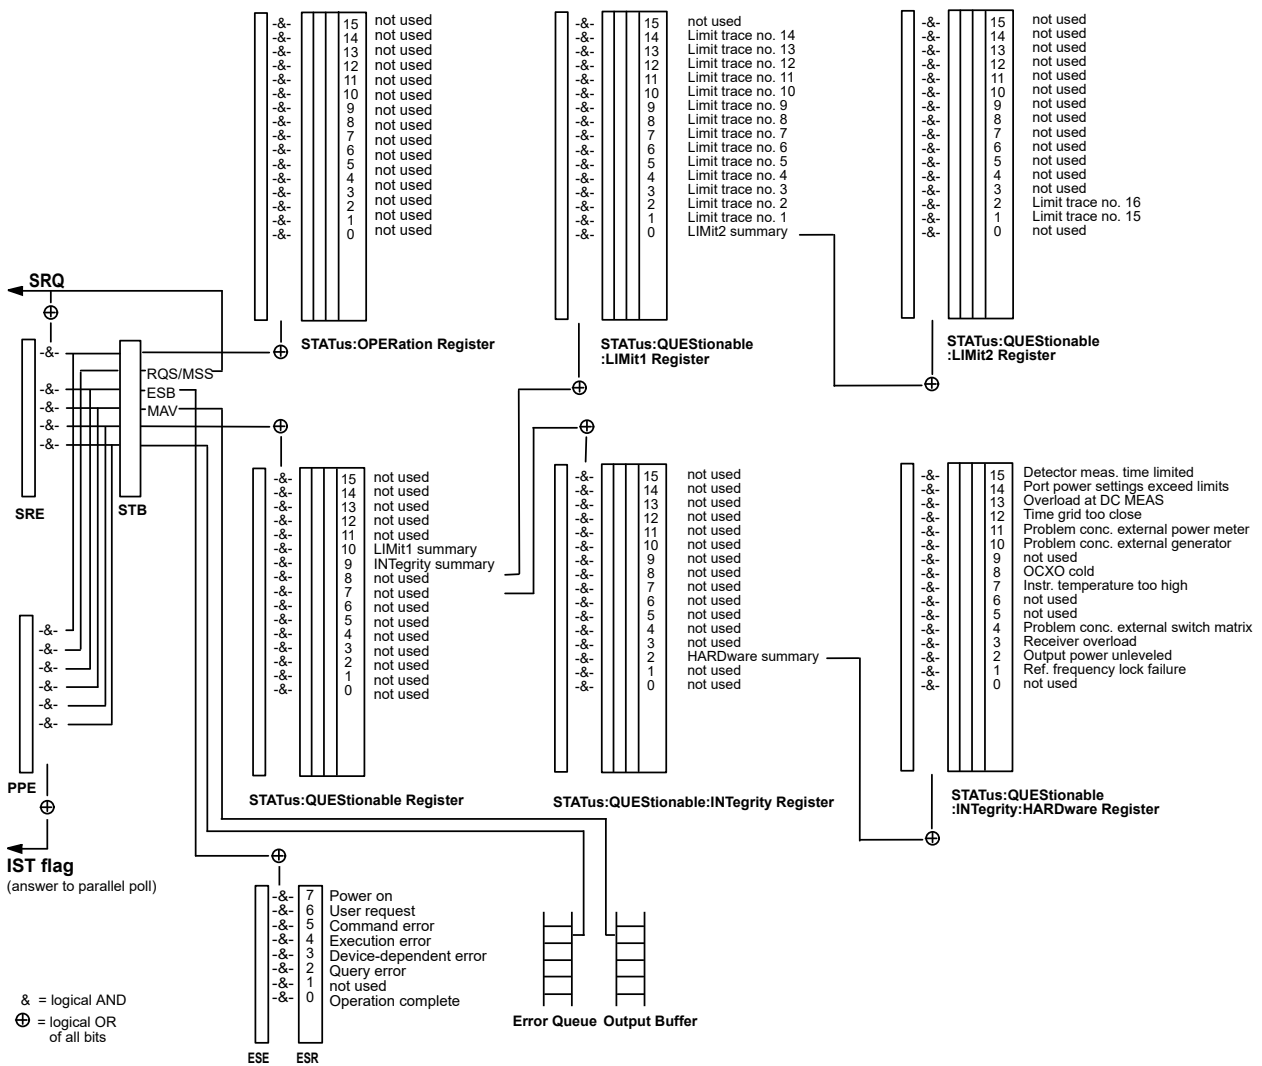 -&- 15 not used
-&- 14 not used
-&- 13 not used
-&- 12 not used
-&- 11 not used
-&- 10 not used
-&- 9 not used
-&- 8 not used
-&- 7 not used
-&- 6 not used
-&- 5 not used
-&- 4 not used
-&- 3 not used
-&- 2 not used
-&- 1 not used
-&- 0 not used
STATus:OPERation Register
-&- 15 not used
-&- 14 Limit trace no. 14
-&- 13 Limit trace no. 13
-&- 12 Limit trace no. 12
-&- 11 Limit trace no. 11
-&- 10 Limit trace no. 10
-&- 9 Limit trace no. 9
-&- 8 Limit trace no. 8
-&- 7 Limit trace no. 7
-&- 6 Limit trace no. 6
-&- 5 Limit trace no. 5
-&- 4 Limit trace no. 4
-&- 3 Limit trace no. 3
-&- 2 Limit trace no. 2
-&- 1 Limit trace no. 1
-&- 0 LIMit2 summary
STATus:QUEStionable
:LIMit1 Register
-&- 15 not used
-&- 14 not used
-&- 13 not used
-&- 12 not used
-&- 11 not used
-&- 10 not used
-&- 9 not used
-&- 8 not used
-&- 7 not used
-&- 6 not used
-&- 5 not used
-&- 4 not used
-&- 3 not used
-&- 2 Limit trace no. 16
-&- 1 Limit trace no. 15
-&- 0 not used
STATus:QUEStionable
:LIMit2 Register
SRQ
-&-
-&-
-&-
-&-
-&-
SRE
RQS/MSS
ESB
MAV
STB
-&-
-&-
-&-
-&-
-&-
-&-
PPE
IST flag
(answer to parallel poll)
-&- 15 not used
-&- 14 not used
-&- 13 not used
-&- 12 not used
-&- 11 not used
-&- 10 LIMit1 summary
-&- 9 INTegrity summary
-&- 8 not used
-&- 7 not used
-&- 6 not used
-&- 5 not used
-&- 4 not used
-&- 3 not used
-&- 2 not used
-&- 1 not used
-&- 0 not used
STATus:QUEStionable Register
-&- 15 not used
-&- 14 not used
-&- 13 not used
-&- 12 not used
-&- 11 not used
-&- 10 not used
-&- 9 not used
-&- 8 not used
-&- 7 not used
-&- 6 not used
-&- 5 not used
-&- 4 not used
-&- 3 not used
-&- 2 HARDware summary
-&- 1 not used
-&- 0 not used
STATus:QUEStionable:INTegrity Register
-&- 15 Detector meas. time limited
-&- 14 Port power settings exceed limits
-&- 13 Overload at DC MEAS
-&- 12 Time grid too close
-&- 11 Problem conc. external power meter
-&- 10 Problem conc. external generator
-&- 9 not used
-&- 8 OCXO cold
-&- 7 Instr. temperature too high
-&- 6 not used
-&- 5 not used
-&- 4 Problem conc. external switch matrix
-&- 3 Receiver overload
-&- 2 Output power unleveled
-&- 1 Ref. frequency lock failure
-&- 0 not used
STATus:QUEStionable
:INTegrity:HARDware Register
-&- 7 Power on
-&- 6 User request
-&- 5 Command error
-&- 4 Execution error
-&- 3 Device-dependent error
-&- 2 Query error
-&- 1 not used
-&- 0 Operation complete
ESE ESR
Error Queue Output Buffer
& = logical AND
⊕ = logical OR
of all bits